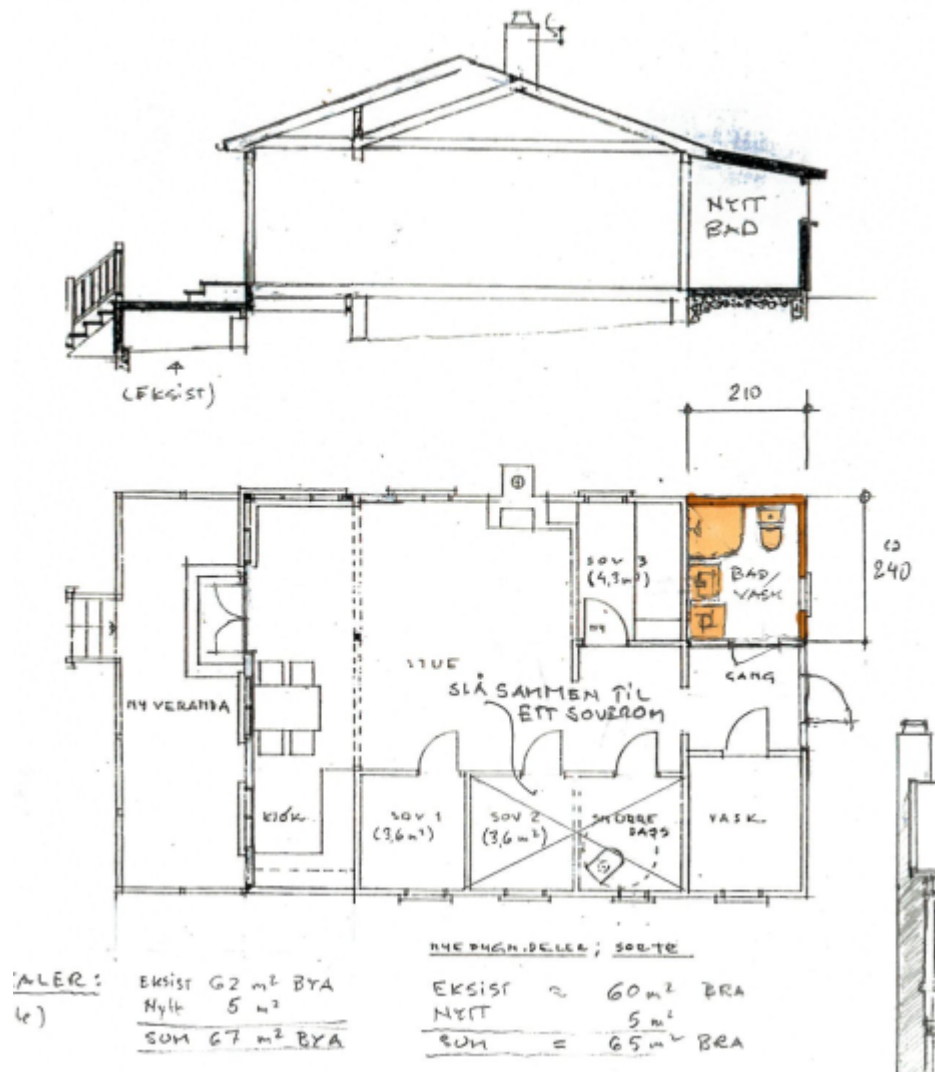 NYTT
BAD
(EKSIST)
210
ca
240
SOV 3
(4,3m²)
NY
BAD/
VASK
STUE
GANG
SLÅ SAMMEN TIL
ETT SOVEROM
NY VERANDA
KJØK
SOV 1
(3,6m²)
SOV 2
(3,6m²)
VASK
NYE BYGN.DELER; SORTE
ALER:
EKSIST 62 m² BYA
Nytt 5 m²
SUM 67 m² BYA
EKSIST ≈ 60 m² BRA
NYTT 5 m²
SUM = 65 m² BRA